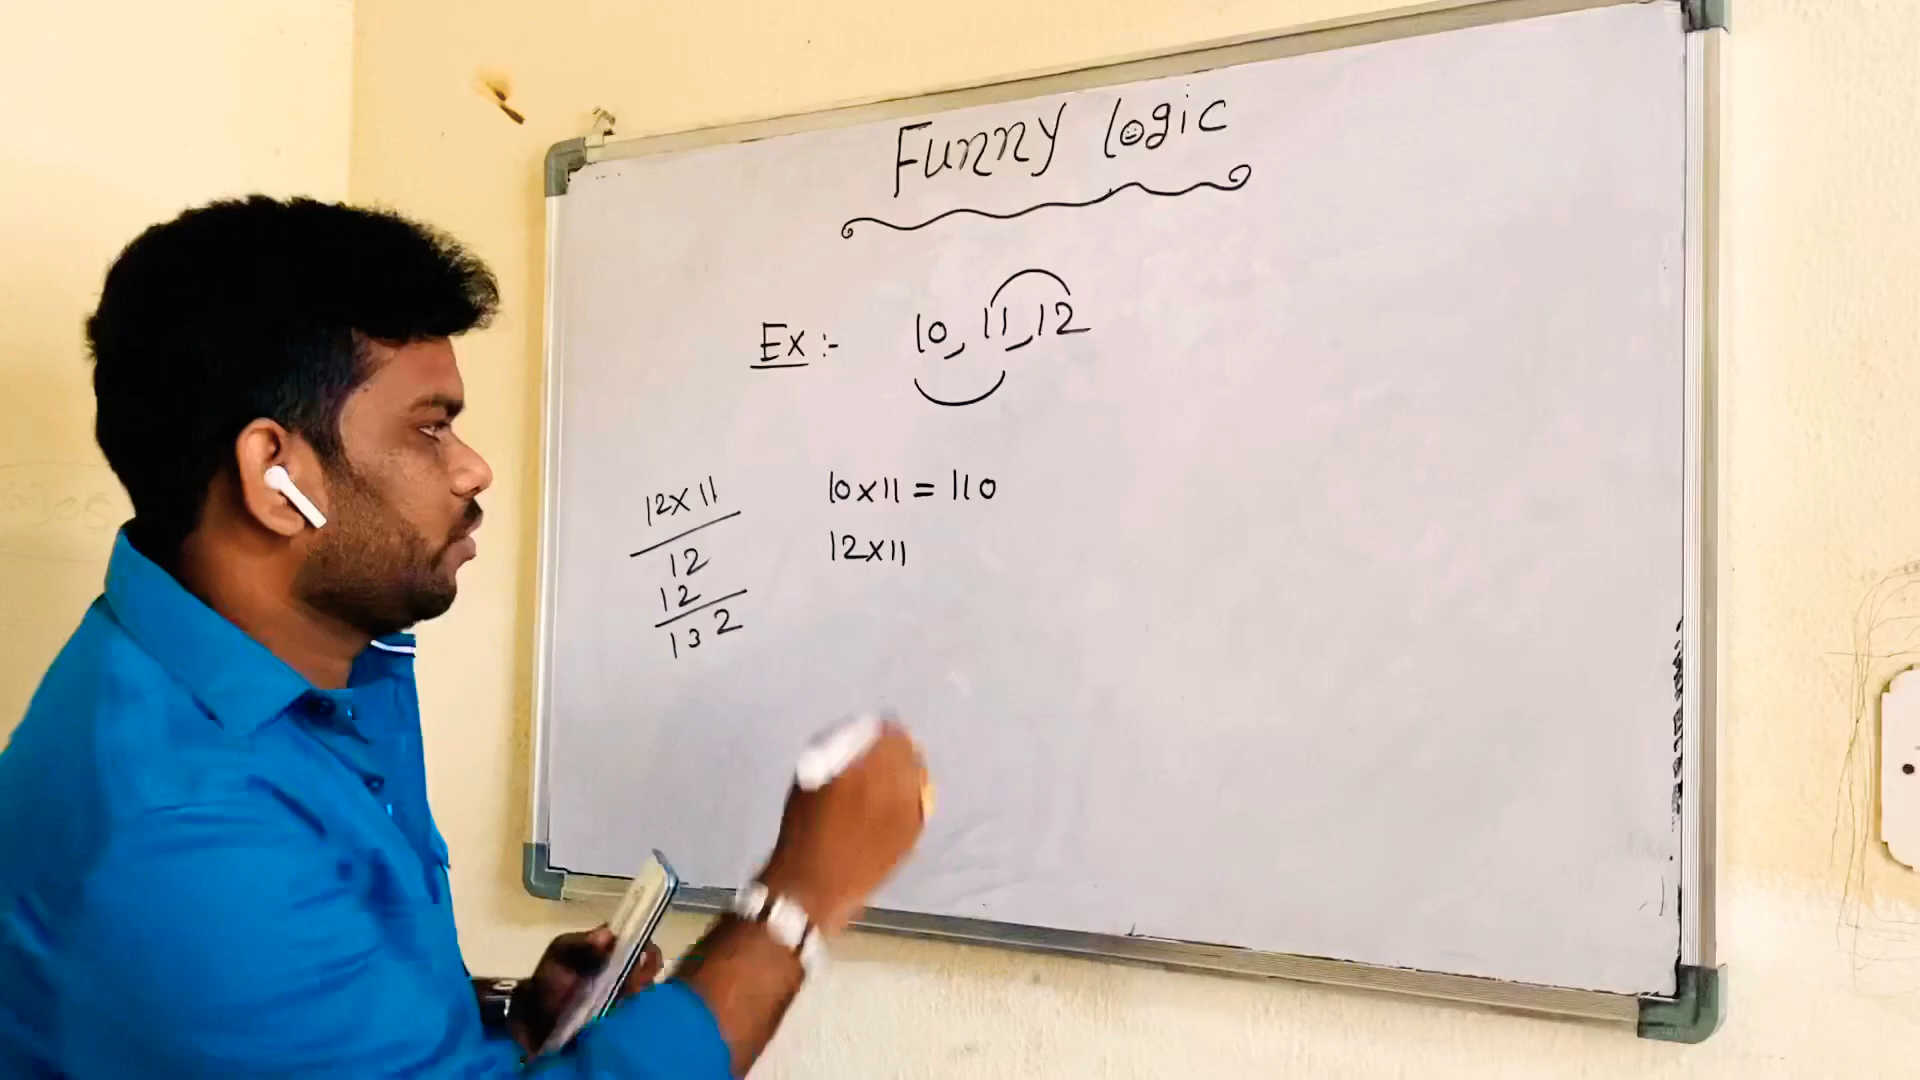 Funny logic
Ex :- 10, 11, 12
12x11
12
12
132
10x11 = 110
12x11